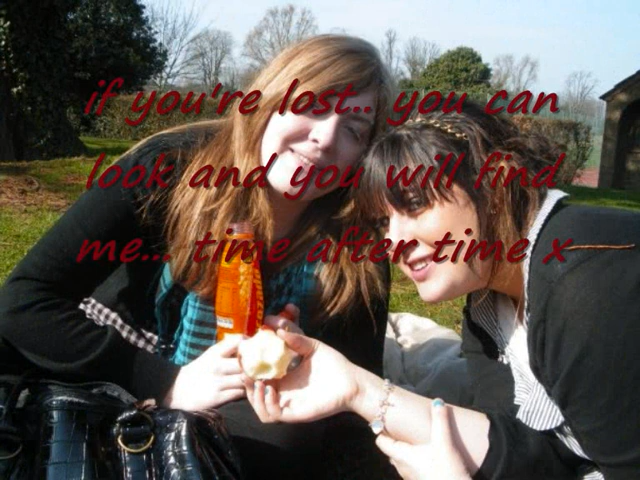 if you're lost.. you can
look and you will find
me... time after time x